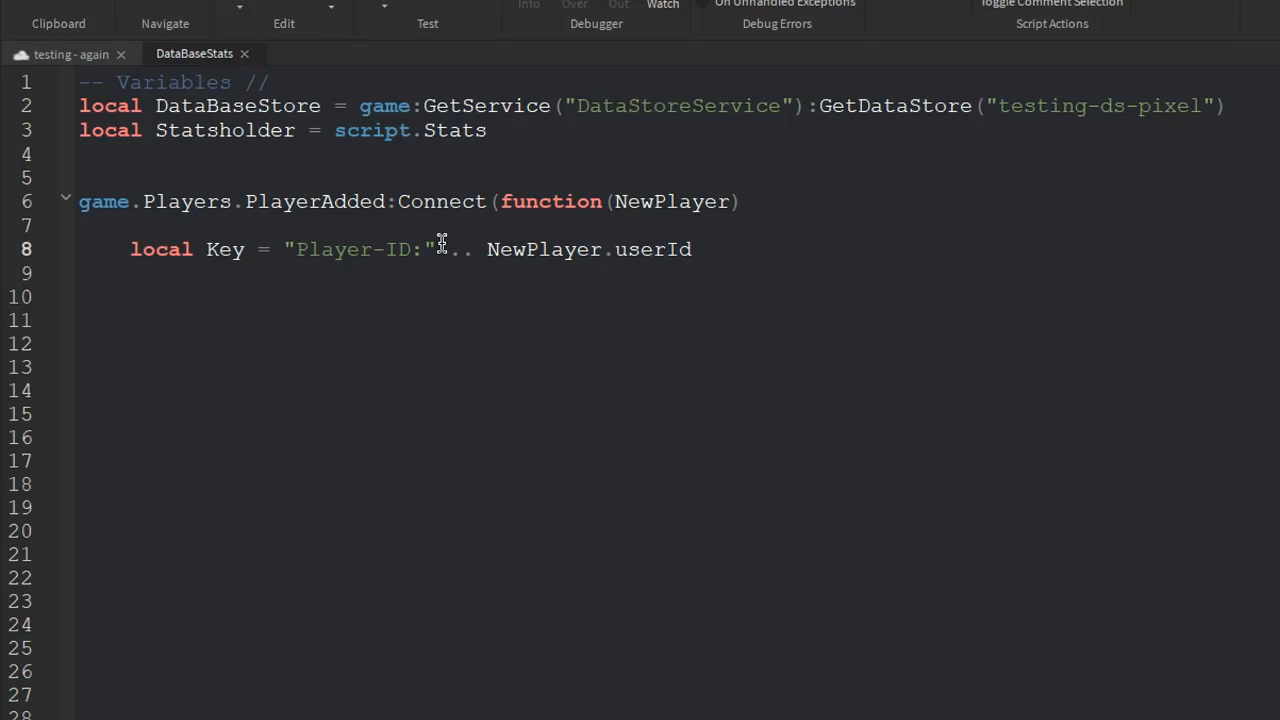 Into Over Out Watch On Unhandled Exceptions Toggle Comment Selection
Clipboard Navigate Edit Test Debugger Debug Errors Script Actions
testing - again DataBaseStats
1 -- Variables //
2 local DataBaseStore = game:GetService("DataStoreService"):GetDataStore("testing-ds-pixel")
3 local Statsholder = script.Stats
4
5
6 game.Players.PlayerAdded:Connect(function(NewPlayer)
7
8 local Key = "Player-ID:" .. NewPlayer.userId
9
10
11
12
13
14
15
16
17
18
19
20
21
22
23
24
25
26
27
28